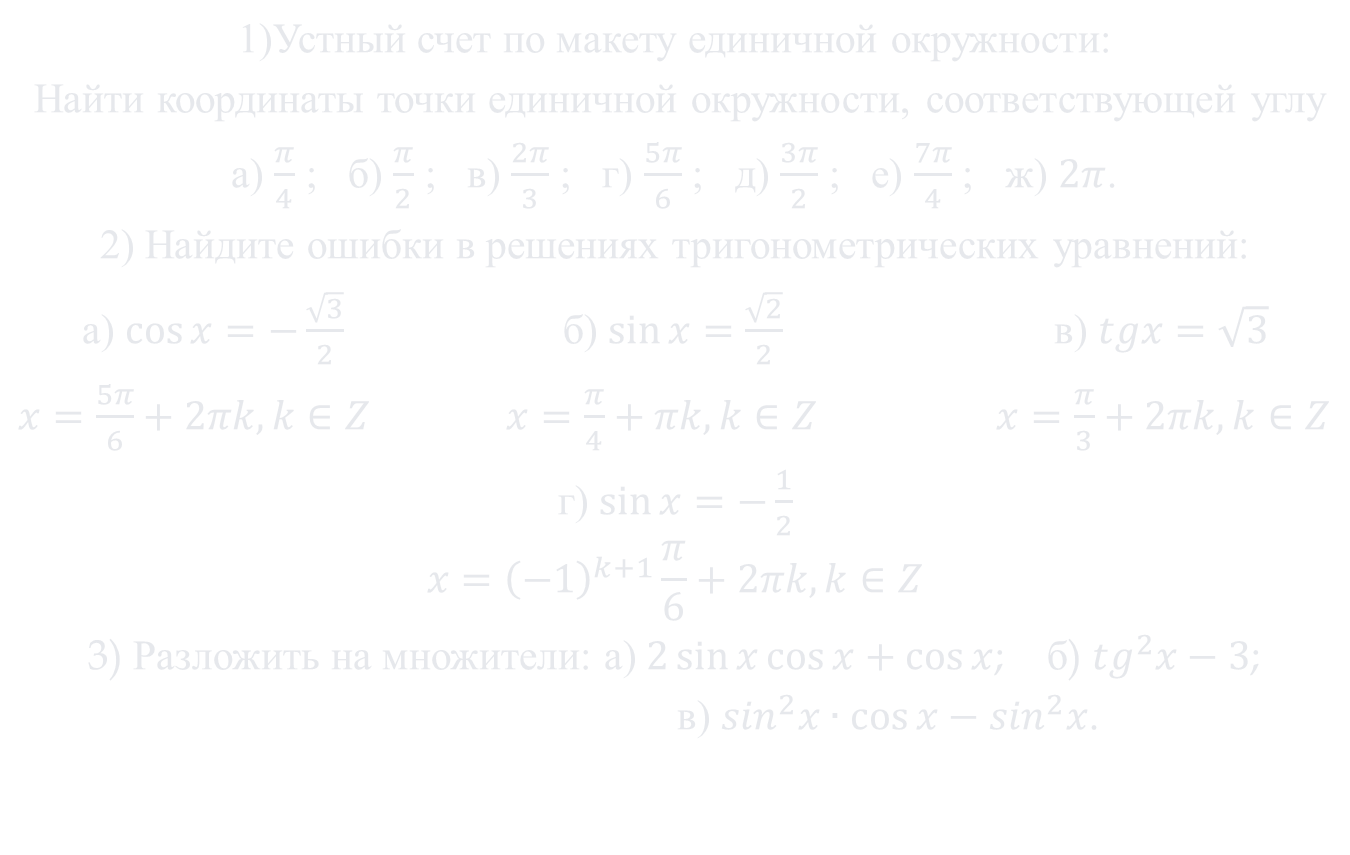 1)Устный счет по макету единичной окружности:
Найти координаты точки единичной окружности, соответствующей углу
а) π/4 ; б) π/2 ; в) 2π/3 ; г) 5π/6 ; д) 3π/2 ; е) 7π/4 ; ж) 2π.
2) Найдите ошибки в решениях тригонометрических уравнений:
а) cos x = − √3/2 б) sin x = √2/2 в) tgx = √3
x = 5π/6 + 2πk, k ∈ Z x = π/4 + πk, k ∈ Z x = π/3 + 2πk, k ∈ Z
г) sin x = − 1/2
x = (−1)^{k+1} π/6 + 2πk, k ∈ Z
3) Разложить на множители: а) 2 sin x cos x + cos x; б) tg²x − 3;
в) sin²x · cos x − sin²x.